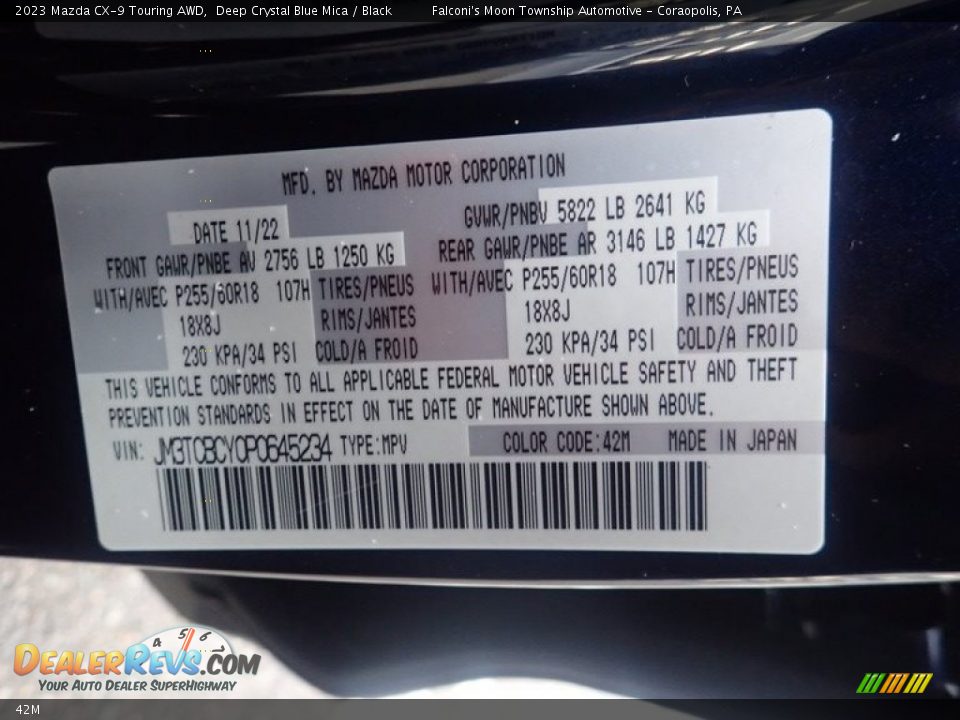 2023 Mazda CX-9 Touring AWD, Deep Crystal Blue Mica / Black Falconi's Moon Township Automotive - Coraopolis, PA
MFD. BY MAZDA MOTOR CORPORATION
DATE 11/22 GVWR/PNBV 5822 LB 2641 KG
FRONT GAWR/PNBE AV 2756 LB 1250 KG REAR GAWR/PNBE AR 3146 LB 1427 KG
WITH/AVEC P255/60R18 107H TIRES/PNEUS WITH/AVEC P255/60R18 107H TIRES/PNEUS
18X8J RIMS/JANTES 18X8J RIMS/JANTES
230 KPA/34 PSI COLD/A FROID 230 KPA/34 PSI COLD/A FROID
THIS VEHICLE CONFORMS TO ALL APPLICABLE FEDERAL MOTOR VEHICLE SAFETY AND THEFT
PREVENTION STANDARDS IN EFFECT ON THE DATE OF MANUFACTURE SHOWN ABOVE.
VIN: JM3TCBCY0P0645234 TYPE:MPV COLOR CODE:42M MADE IN JAPAN
4 5 6
DealerRevs.com
Your Auto Dealer SuperHighway
42M